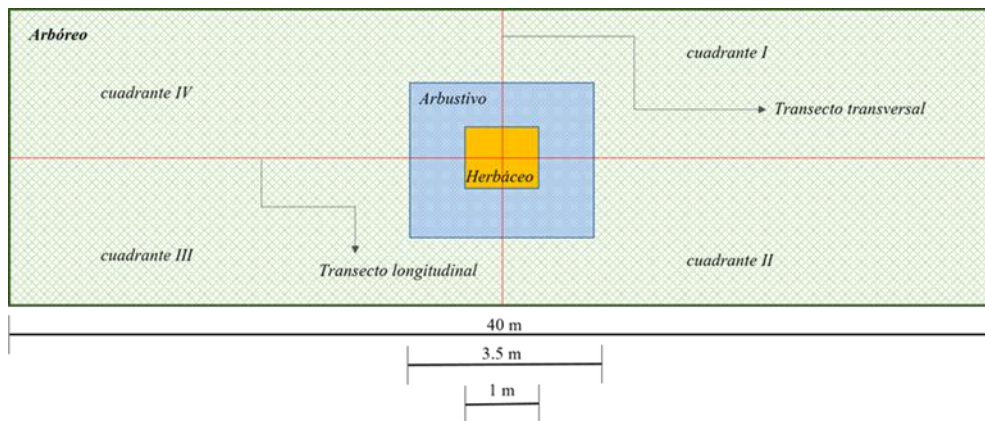 Arbóreo
cuadrante I
cuadrante IV
Arbustivo
Transecto transversal
Herbáceo
cuadrante III
Transecto longitudinal
cuadrante II
40 m
3.5 m
1 m